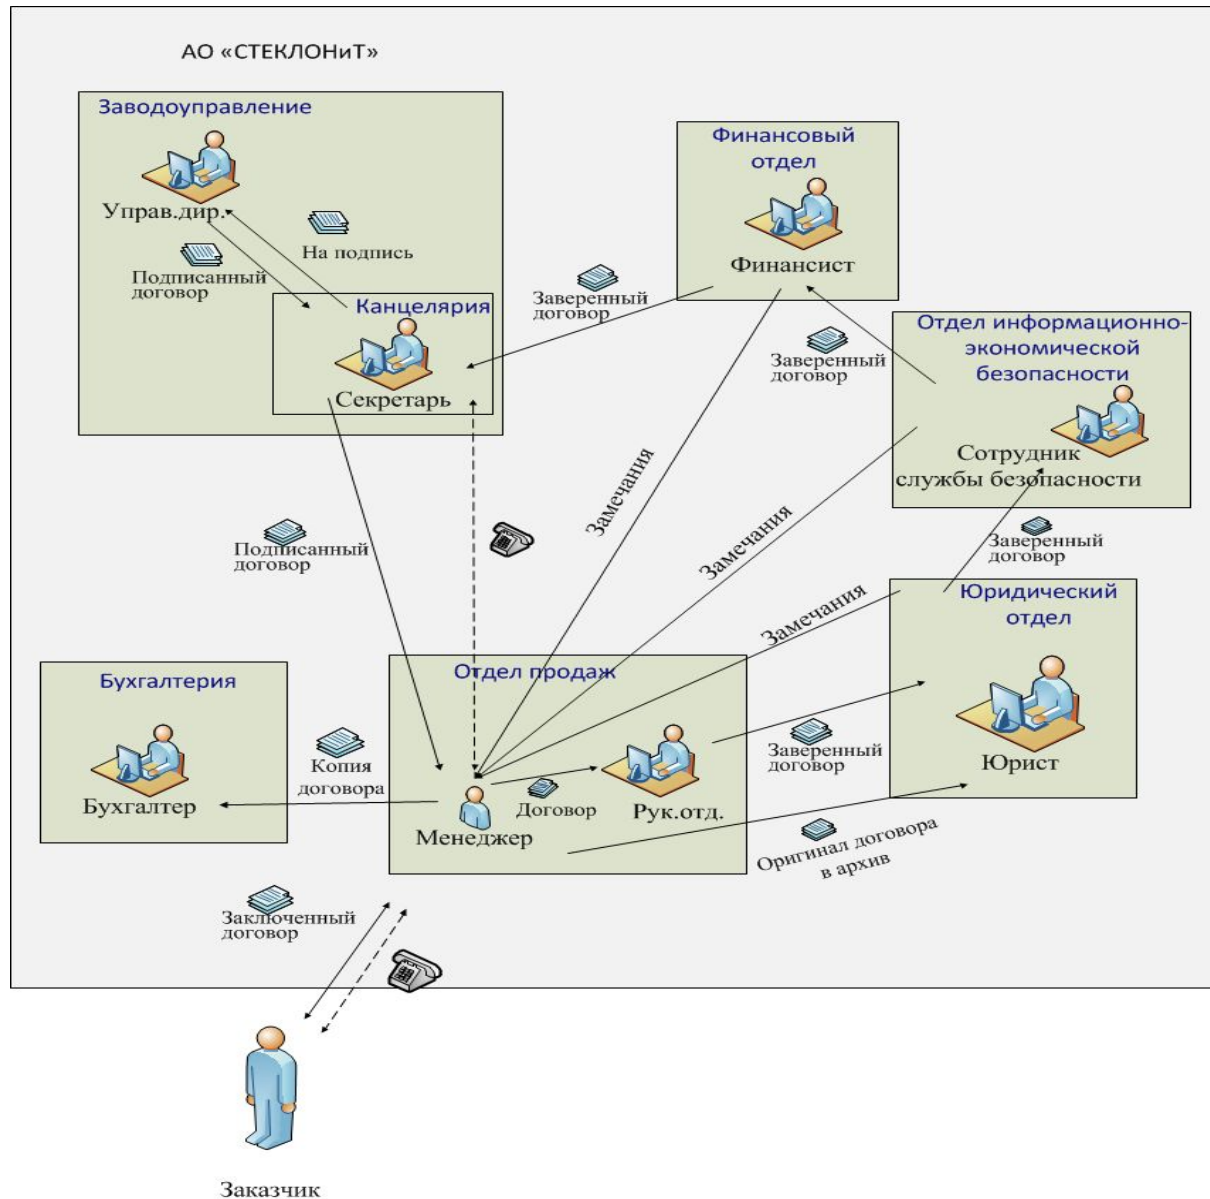 АО «СТЕКЛОНиТ»
Заводоуправление
Управ.дир.
На подпись
Подписанный
договор
Канцелярия
Секретарь
Финансовый
отдел
Финансист
Заверенный
договор
Отдел информационно-
экономической
безопасности
Сотрудник
службы безопасности
Заверенный
договор
Замечания
Замечания
Замечания
Заверенный
договор
Юридический
отдел
Юрист
Подписанный
договор
Бухгалтерия
Бухгалтер
Копия
договора
Отдел продаж
Менеджер
Договор
Рук.отд.
Заверенный
договор
Оригинал договора
в архив
Заключенный
договор
Заказчик